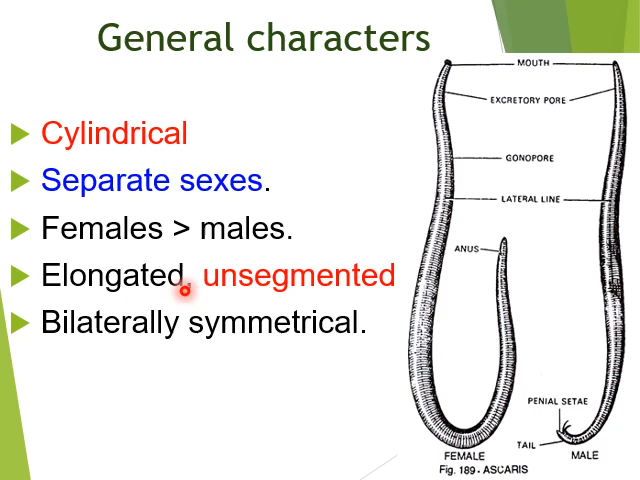 General characters
Cylindrical
Separate sexes.
Females > males.
Elongated, unsegmented
Bilaterally symmetrical.
MOUTH
EXCRETORY PORE
GONOPORE
LATERAL LINE
ANUS
PENIAL SETAE
TAIL
FEMALE
MALE
Fig. 189. ASCARIS